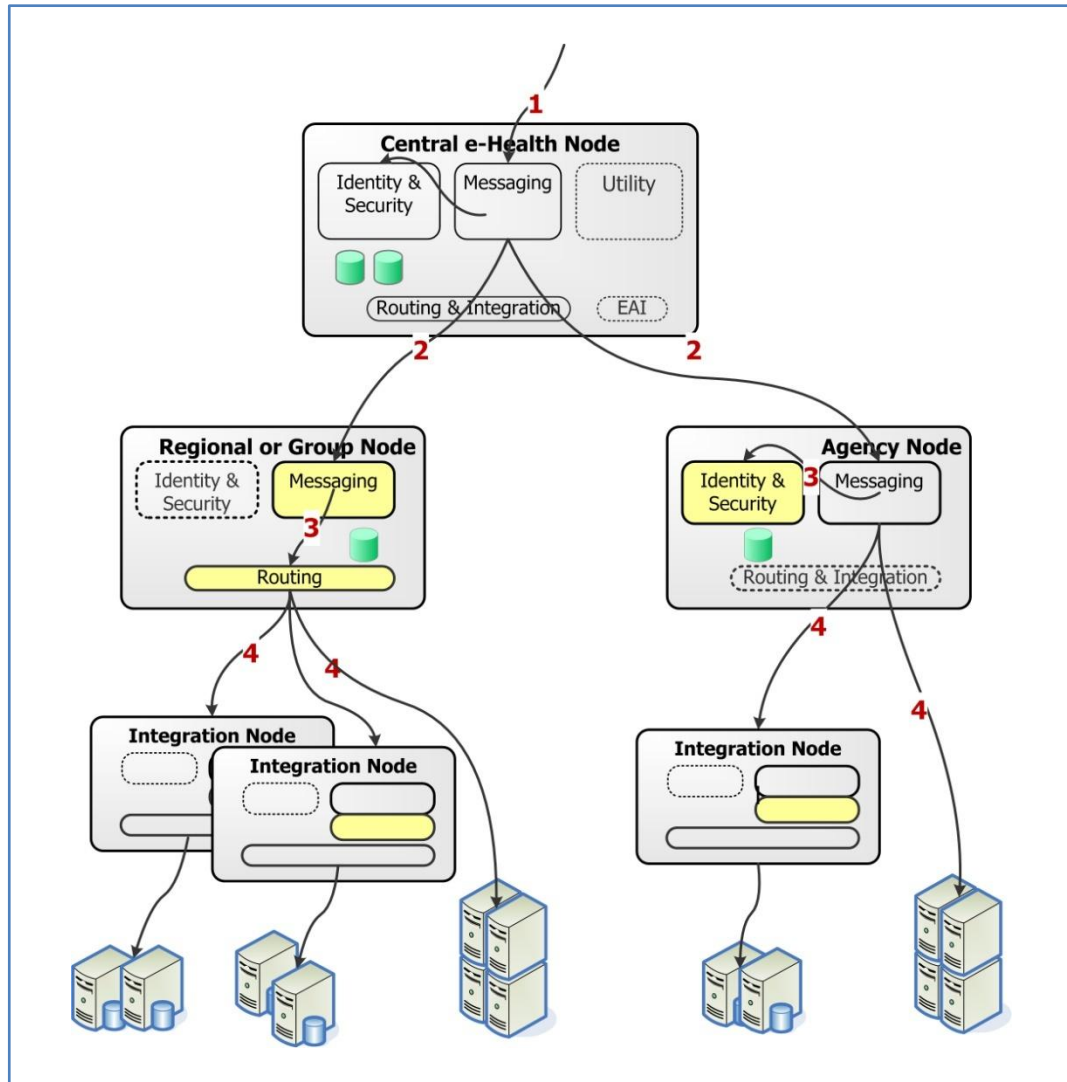 1
Central e-Health Node
Identity &
Security
Messaging
Utility
Routing & Integration
EAI
2
2
Regional or Group Node
Identity &
Security
Messaging
3
Routing
Agency Node
Identity &
Security
3
Messaging
Routing & Integration
4
4
4
4
Integration Node
Integration Node
Integration Node